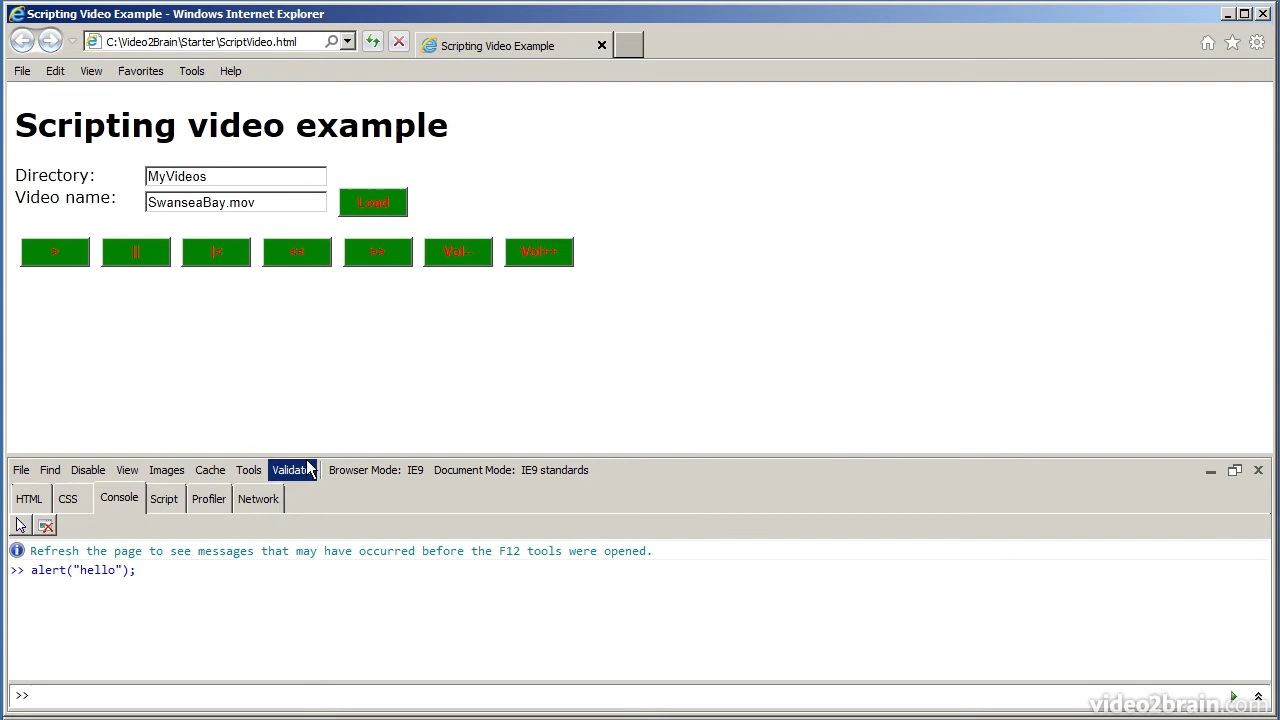 Scripting Video Example - Windows Internet Explorer
C:\Video2Brain\Starter\ScriptVideo.html
Scripting Video Example
File Edit View Favorites Tools Help
Scripting video example
Directory: MyVideos
Video name: SwanseaBay.mov Load
> || |< << >> Vol-- Vol++
File Find Disable View Images Cache Tools Validate Browser Mode: IE9 Document Mode: IE9 standards
HTML CSS Console Script Profiler Network
Refresh the page to see messages that may have occurred before the F12 tools were opened.
>> alert("hello");
>>
video2brain.com